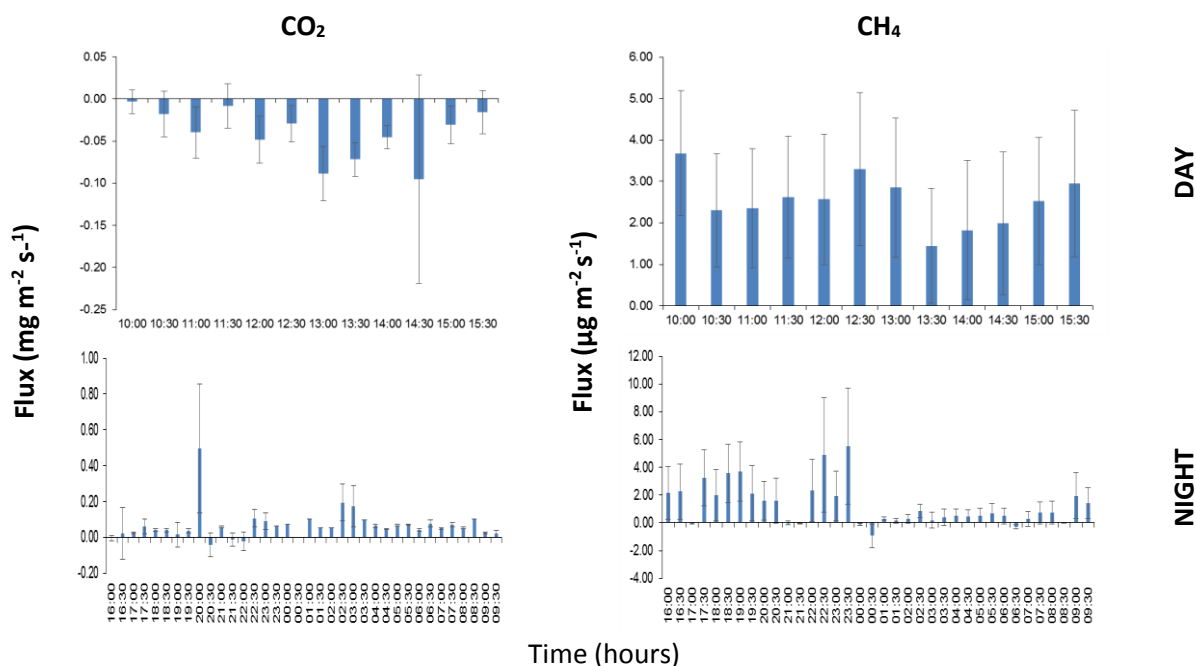 CO₂
CH₄
0.05
0.00
-0.05
-0.10
-0.15
-0.20
-0.25
10:00 10:30 11:00 11:30 12:00 12:30 13:00 13:30 14:00 14:30 15:00 15:30
6.00
5.00
4.00
3.00
2.00
1.00
0.00
10:00 10:30 11:00 11:30 12:00 12:30 13:00 13:30 14:00 14:30 15:00 15:30
DAY
Flux (mg m⁻² s-¹)
Flux (µg m⁻² s⁻¹)
1.00
0.80
0.60
0.40
0.20
0.00
-0.20
16:00 16:30 17:00 17:30 18:00 18:30 19:00 19:30 20:00 20:30 21:00 21:30 22:00 22:30 23:00 23:30 00:00 00:30 01:00 01:30 02:00 02:30 03:00 03:30 04:00 04:30 05:00 05:30 06:00 06:30 07:00 07:30 08:00 08:30 09:00 09:30
12.00
10.00
8.00
6.00
4.00
2.00
0.00
-2.00
-4.00
16:00 16:30 17:00 17:30 18:00 18:30 19:00 19:30 20:00 20:30 21:00 21:30 22:00 22:30 23:00 23:30 00:00 00:30 01:00 01:30 02:00 02:30 03:00 03:30 04:00 04:30 05:00 05:30 06:00 06:30 07:00 07:30 08:00 08:30 09:00 09:30
NIGHT
Time (hours)